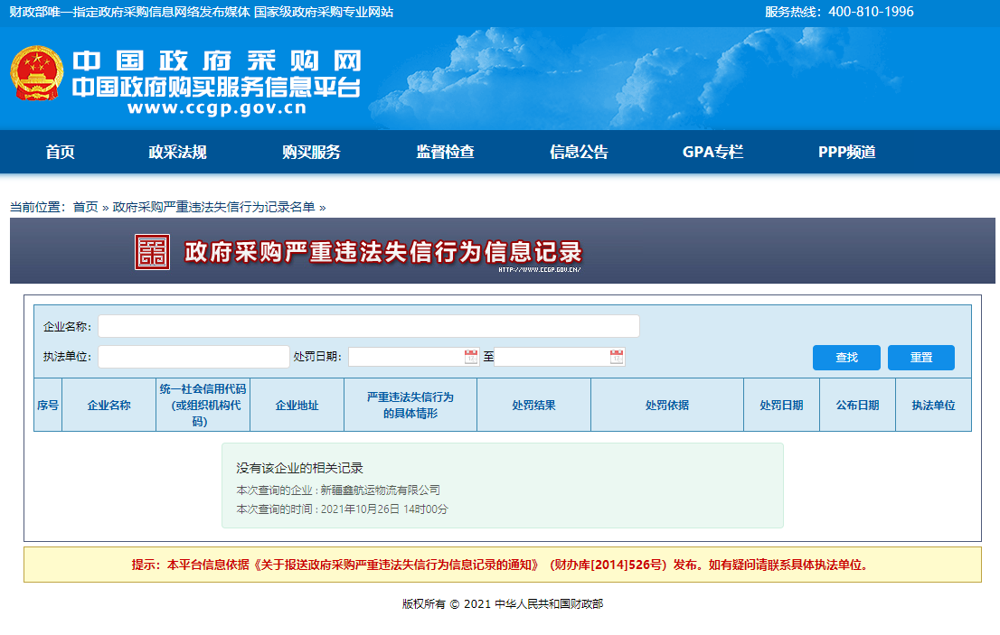 财政部唯一指定政府采购信息网络发布媒体 国家级政府采购专业网站
服务热线：400-810-1996
中国政府采购网
中国政府购买服务信息平台
www.ccgp.gov.cn
首页 政采法规 购买服务 监督检查 信息公告 GPA专栏 PPP频道
当前位置：首页 » 政府采购严重违法失信行为记录名单 »
政府采购严重违法失信行为信息记录
HTTP://WWW.CCGP.GOV.CN/
企业名称：
执法单位： 处罚日期： 至 查找 重置
序号 企业名称 统一社会信用代码(或组织机构代码) 企业地址 严重违法失信行为的具体情形 处罚结果 处罚依据 处罚日期 公布日期 执法单位
没有该企业的相关记录
本次查询的企业 : 新疆鑫航运物流有限公司
本次查询的时间 : 2021年10月26日 14时00分
提示：本平台信息依据《关于报送政府采购严重违法失信行为信息记录的通知》（财办库[2014]526号）发布。如有疑问请联系具体执法单位。
版权所有 © 2021 中华人民共和国财政部